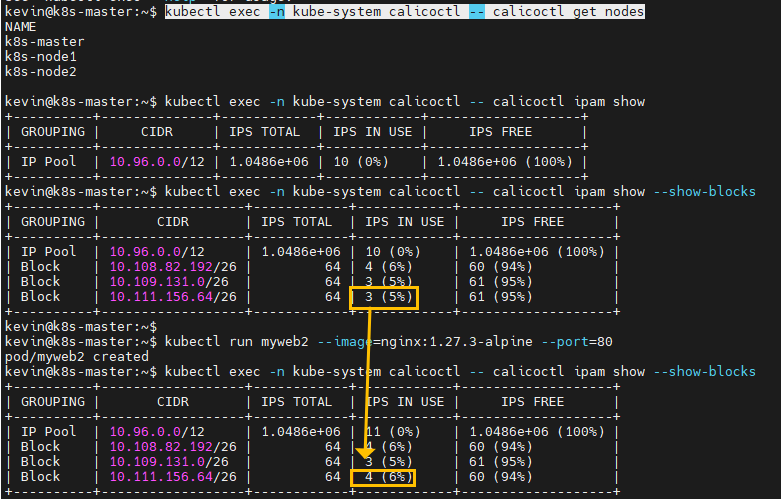 kevin@k8s-master:~$ kubectl exec -n kube-system calicoctl -- calicoctl get nodes
NAME
k8s-master
k8s-node1
k8s-node2
kevin@k8s-master:~$ kubectl exec -n kube-system calicoctl -- calicoctl ipam show
+----------+--------------+------------+------------+-------------------+
| GROUPING |     CIDR     | IPS TOTAL  | IPS IN USE |     IPS FREE      |
+----------+--------------+------------+------------+-------------------+
| IP Pool  | 10.96.0.0/12 | 1.0486e+06 | 10 (0%)    | 1.0486e+06 (100%) |
+----------+--------------+------------+------------+-------------------+
kevin@k8s-master:~$ kubectl exec -n kube-system calicoctl -- calicoctl ipam show --show-blocks
+----------+------------------+------------+------------+-------------------+
| GROUPING |       CIDR       | IPS TOTAL  | IPS IN USE |     IPS FREE      |
+----------+------------------+------------+------------+-------------------+
| IP Pool  | 10.96.0.0/12     | 1.0486e+06 | 10 (0%)    | 1.0486e+06 (100%) |
| Block    | 10.108.82.192/26 |         64 | 4 (6%)     | 60 (94%)          |
| Block    | 10.109.131.0/26  |         64 | 3 (5%)     | 61 (95%)          |
| Block    | 10.111.156.64/26 |         64 | 3 (5%)     | 61 (95%)          |
+----------+------------------+------------+------------+-------------------+
kevin@k8s-master:~$
kevin@k8s-master:~$ kubectl run myweb2 --image=nginx:1.27.3-alpine --port=80
pod/myweb2 created
kevin@k8s-master:~$ kubectl exec -n kube-system calicoctl -- calicoctl ipam show --show-blocks
+----------+------------------+------------+------------+-------------------+
| GROUPING |       CIDR       | IPS TOTAL  | IPS IN USE |     IPS FREE      |
+----------+------------------+------------+------------+-------------------+
| IP Pool  | 10.96.0.0/12     | 1.0486e+06 | 11 (0%)    | 1.0486e+06 (100%) |
| Block    | 10.108.82.192/26 |         64 | 4 (6%)     | 60 (94%)          |
| Block    | 10.109.131.0/26  |         64 | 3 (5%)     | 61 (95%)          |
| Block    | 10.111.156.64/26 |         64 | 4 (6%)     | 60 (94%)          |
+----------+------------------+------------+------------+-------------------+